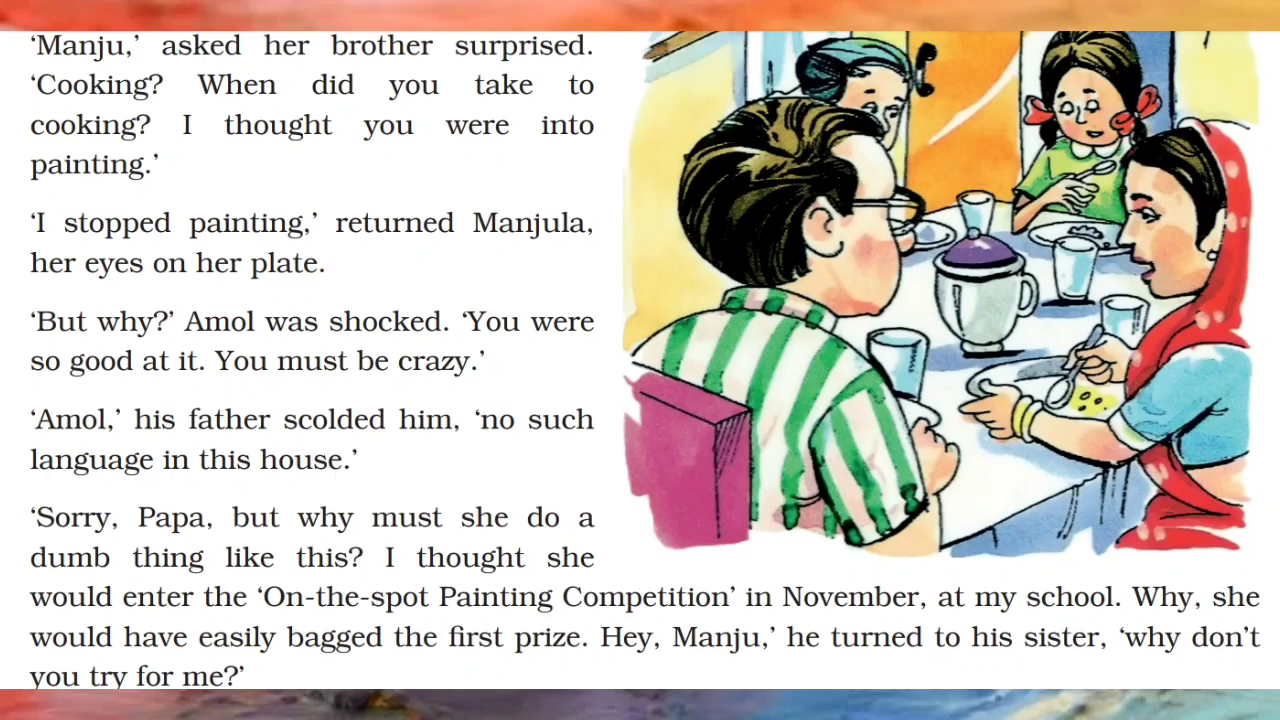 ‘Manju,’ asked her brother surprised.
‘Cooking? When did you take to
cooking? I thought you were into
painting.’
‘I stopped painting,’ returned Manjula,
her eyes on her plate.
‘But why?’ Amol was shocked. ‘You were
so good at it. You must be crazy.’
‘Amol,’ his father scolded him, ‘no such
language in this house.’
‘Sorry, Papa, but why must she do a
dumb thing like this? I thought she
would enter the ‘On-the-spot Painting Competition’ in November, at my school. Why, she
would have easily bagged the first prize. Hey, Manju,’ he turned to his sister, ‘why don’t
you try for me?’